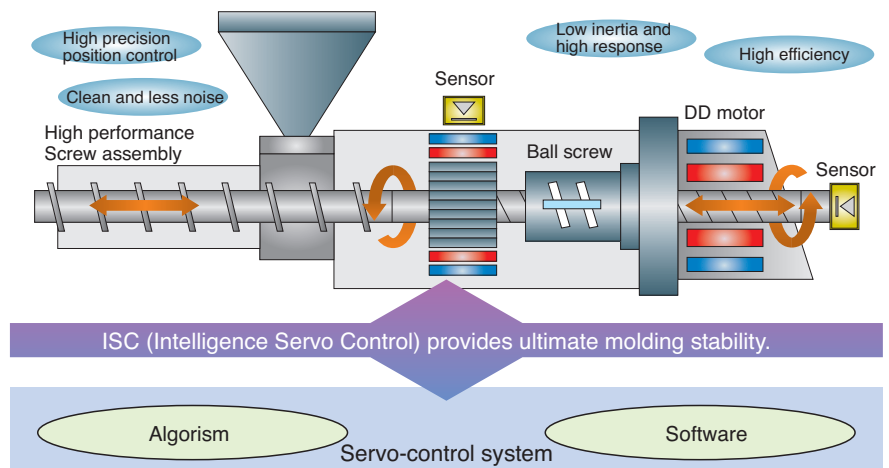 High precision
position control
Clean and less noise
High performance
Screw assembly
Sensor
Low inertia and
high response
High efficiency
DD motor
Ball screw
Sensor
ISC (Intelligence Servo Control) provides ultimate molding stability.
Algorism
Software
Servo-control system